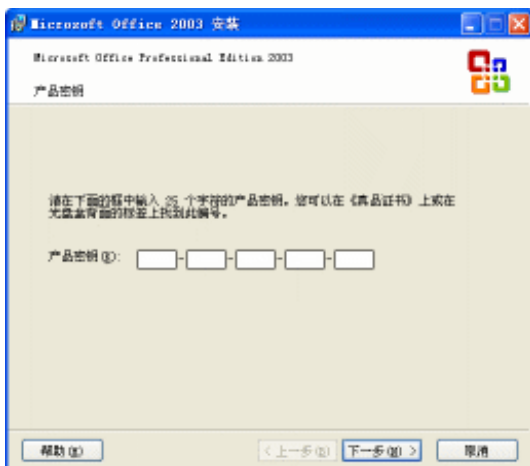 Microsoft Office 2003 安装
Microsoft Office Professional Edition 2003
产品密钥
请在下面的框中输入 25 个字符的产品密钥。您可以在《真品证书》上或在
光盘盒背面的标签上找到此编号。
产品密钥(K): - - - -
帮助(H) < 上一步(B) 下一步(N) > 取消